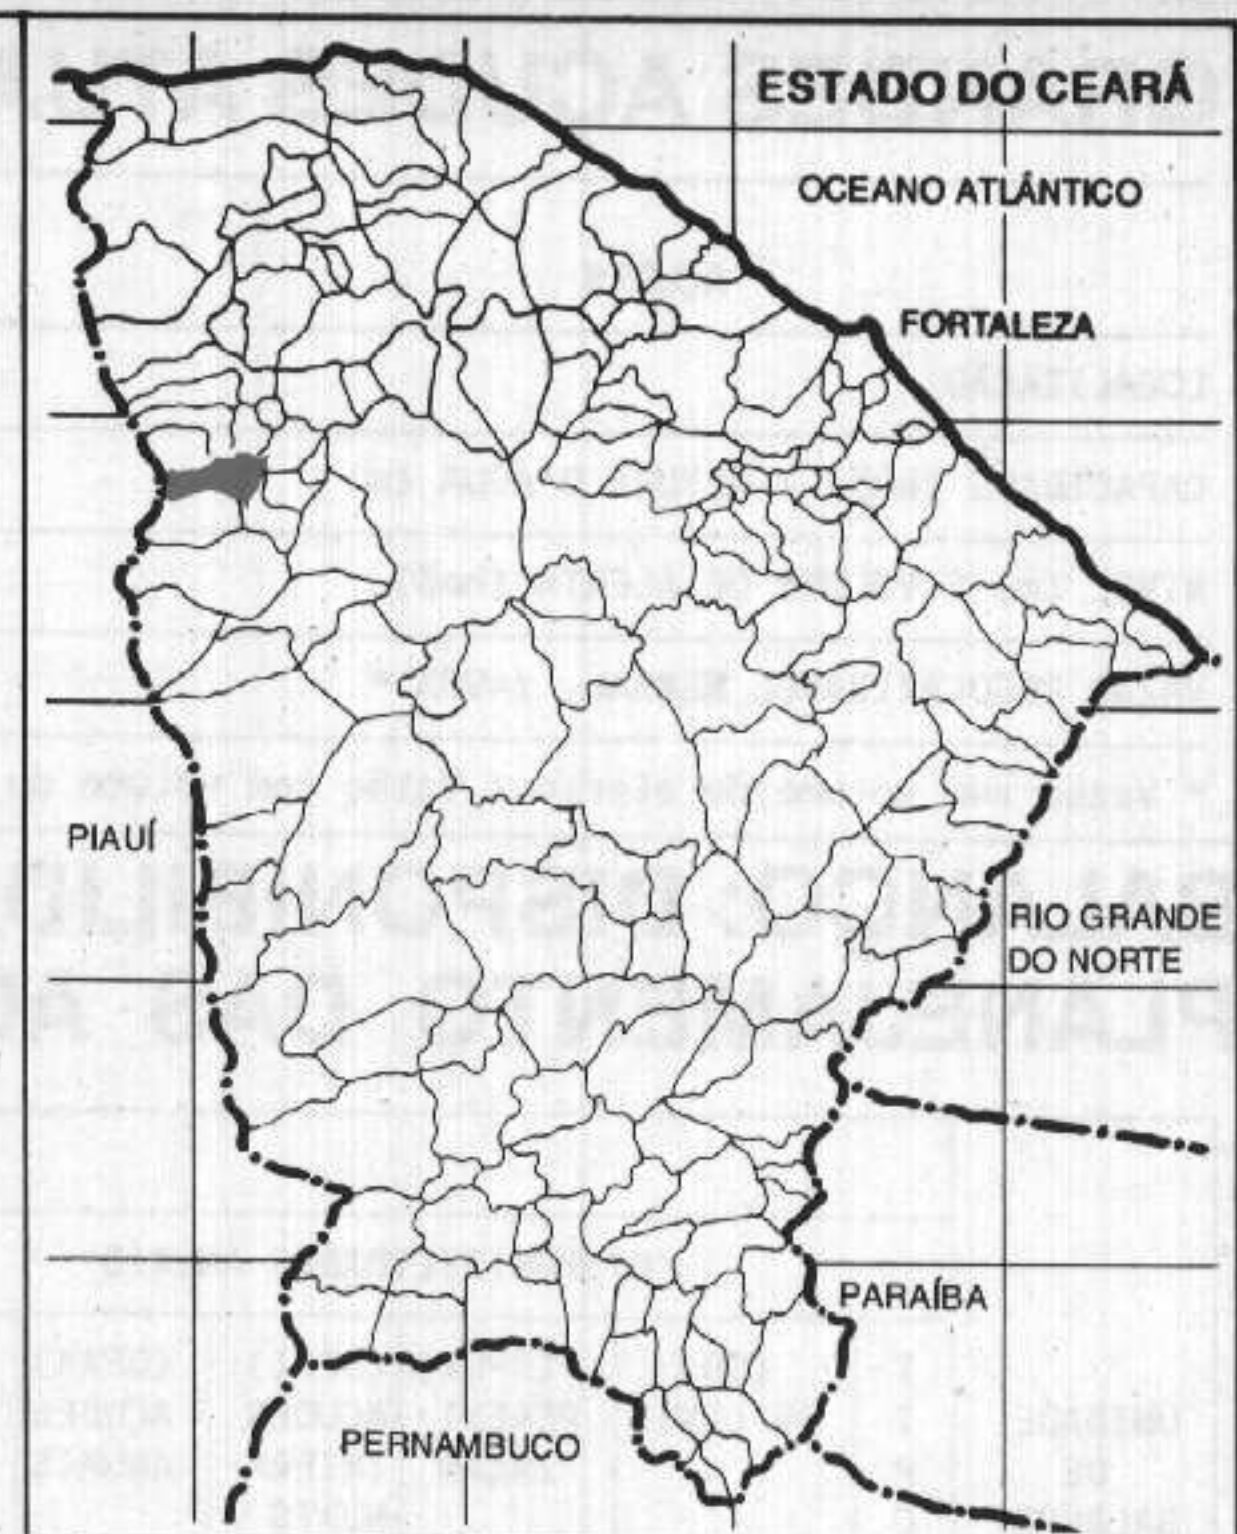 ESTADO DO CEARÁ
OCEANO ATLÂNTICO
FORTALEZA
PIAUÍ
RIO GRANDE
DO NORTE
PARAÍBA
PERNAMBUCO